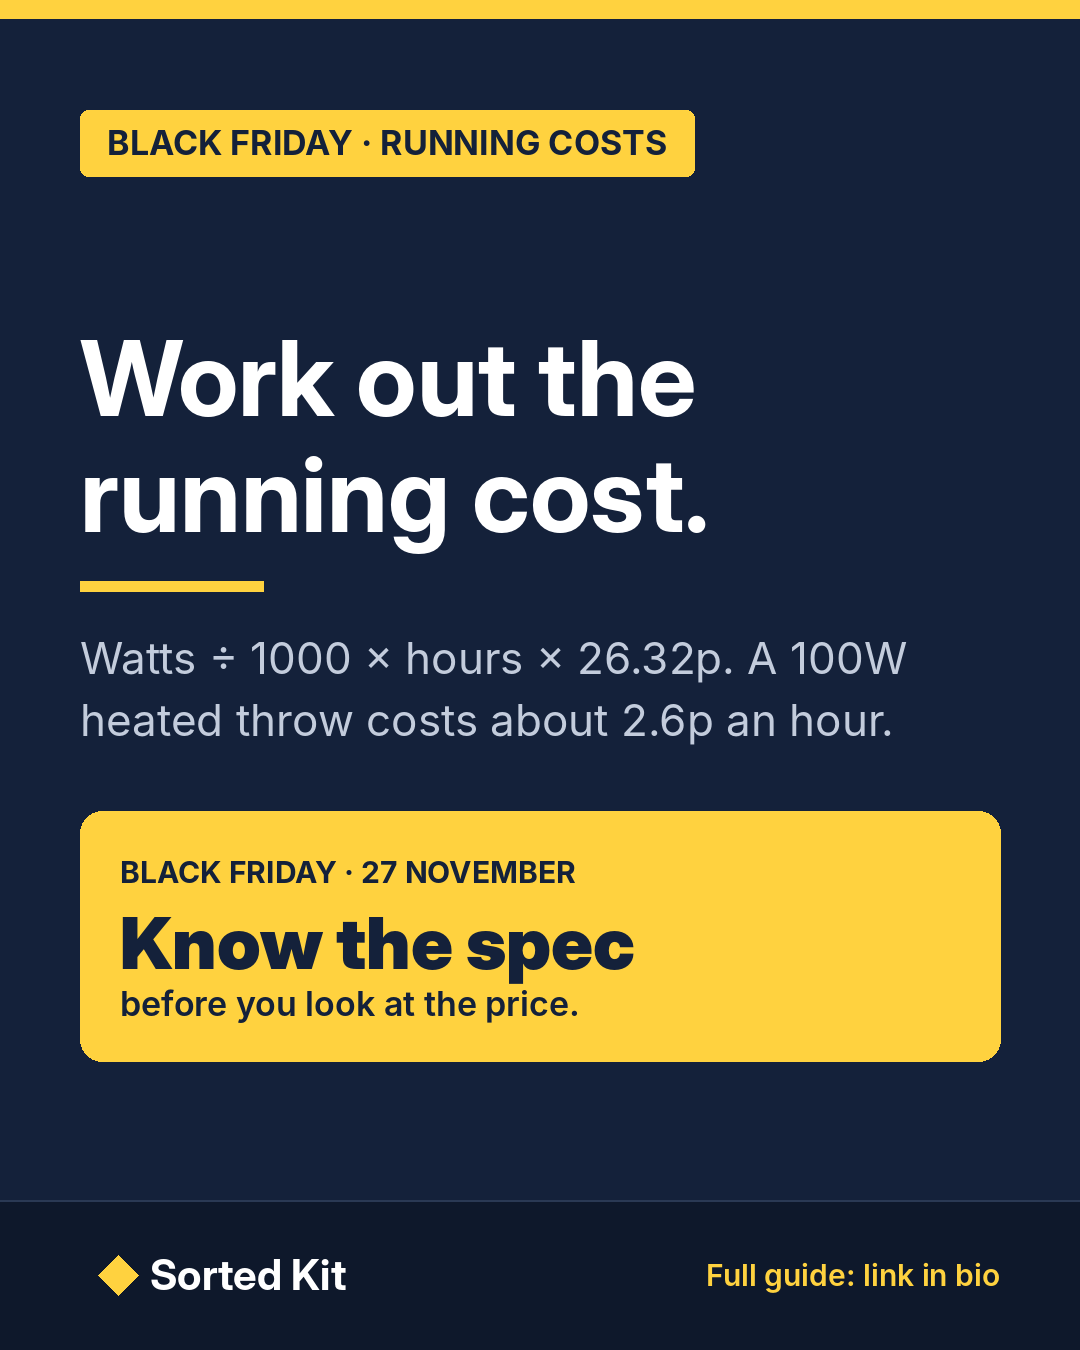 BLACK FRIDAY · RUNNING COSTS
Work out the
running cost.
Watts ÷ 1000 × hours × 26.32p. A 100W
heated throw costs about 2.6p an hour.
BLACK FRIDAY · 27 NOVEMBER
Know the spec
before you look at the price.
Sorted Kit
Full guide: link in bio